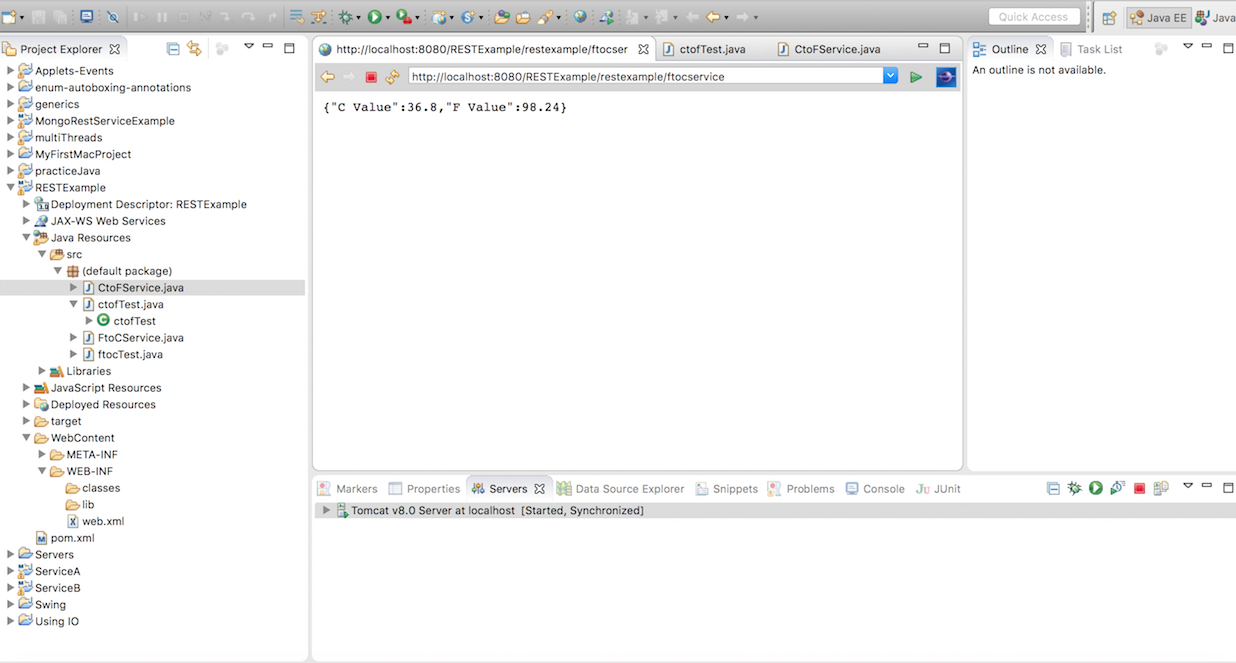 Quick Access
Java EE
Java
Project Explorer
http://localhost:8080/RESTExample/restexample/ftocser
ctofTest.java
CtoFService.java
Outline
Task List
Applets-Events
enum-autoboxing-annotations
generics
MongoRestServiceExample
multiThreads
MyFirstMacProject
practiceJava
RESTExample
Deployment Descriptor: RESTExample
JAX-WS Web Services
Java Resources
src
(default package)
CtoFService.java
ctofTest.java
ctofTest
FtoCService.java
ftocTest.java
Libraries
JavaScript Resources
Deployed Resources
target
WebContent
META-INF
WEB-INF
classes
lib
web.xml
pom.xml
Servers
ServiceA
ServiceB
Swing
Using IO
http://localhost:8080/RESTExample/restexample/ftocservice
{"C Value":36.8,"F Value":98.24}
An outline is not available.
Markers
Properties
Servers
Data Source Explorer
Snippets
Problems
Console
JUnit
Tomcat v8.0 Server at localhost [Started, Synchronized]